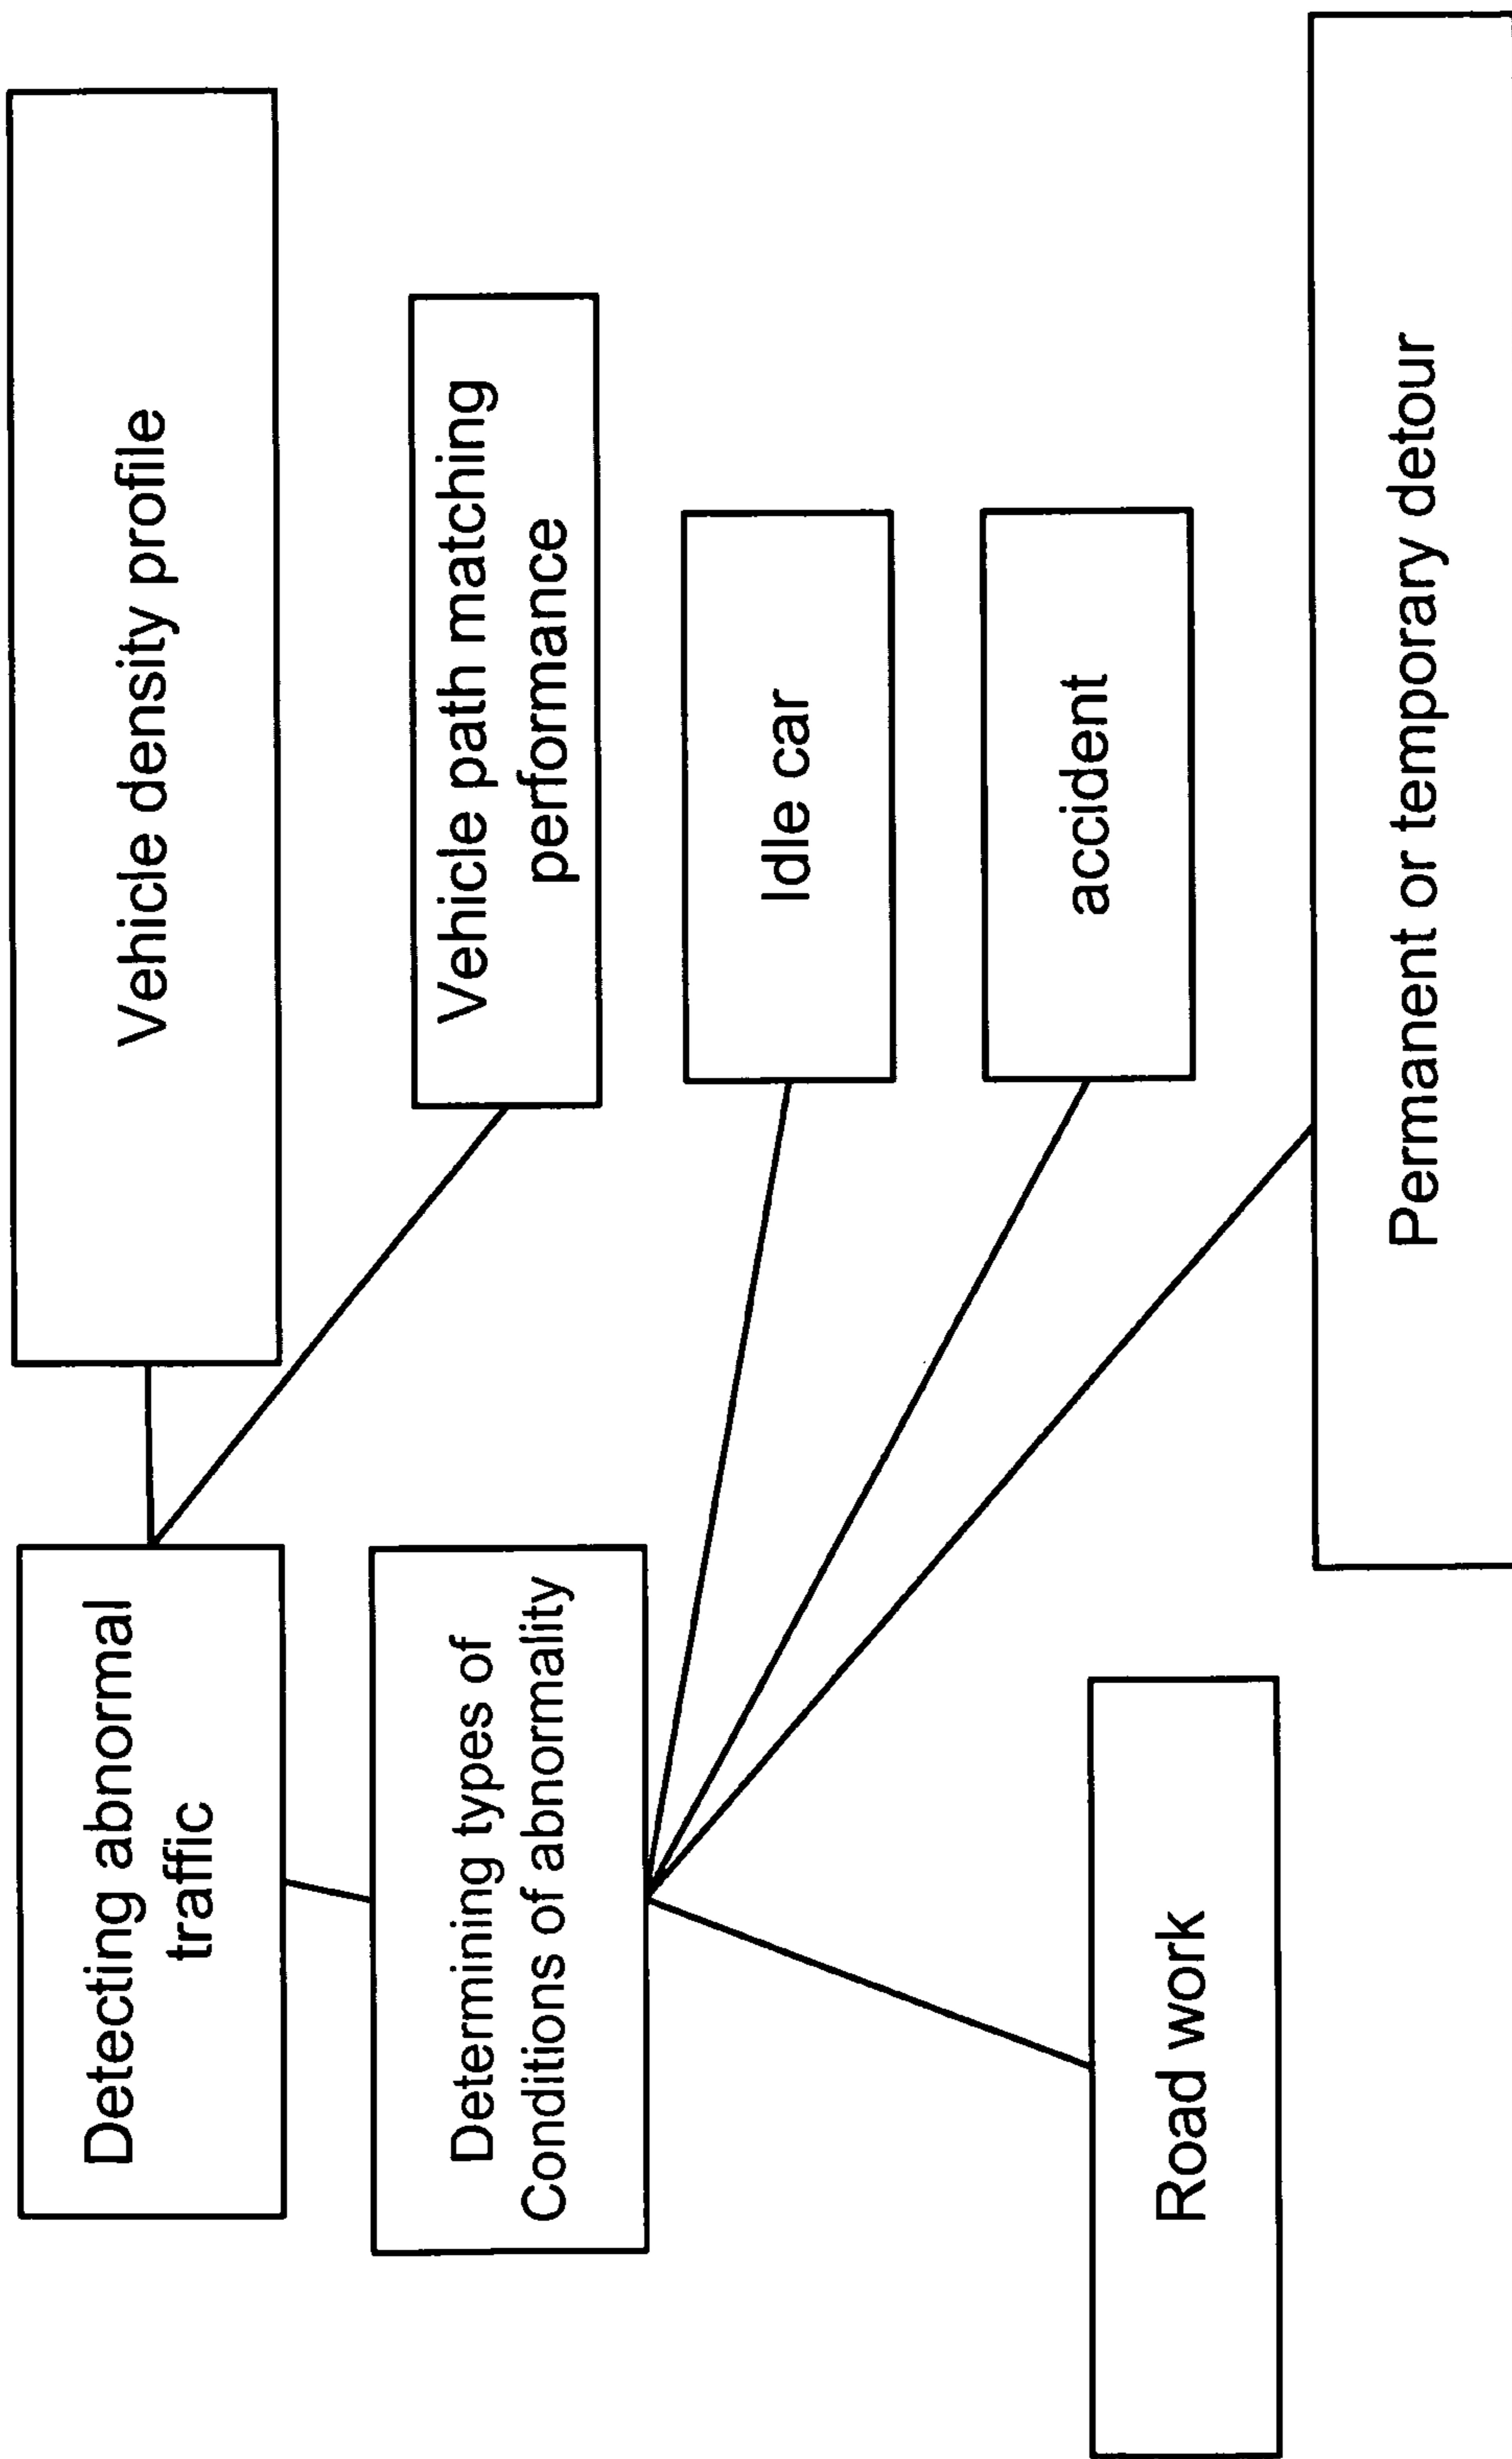 Detecting abnormal
traffic
Vehicle density profile
Determining types of
Conditions of abnormality
Vehicle path matching
performance
Idle car
accident
Road work
Permanent or temporary detour